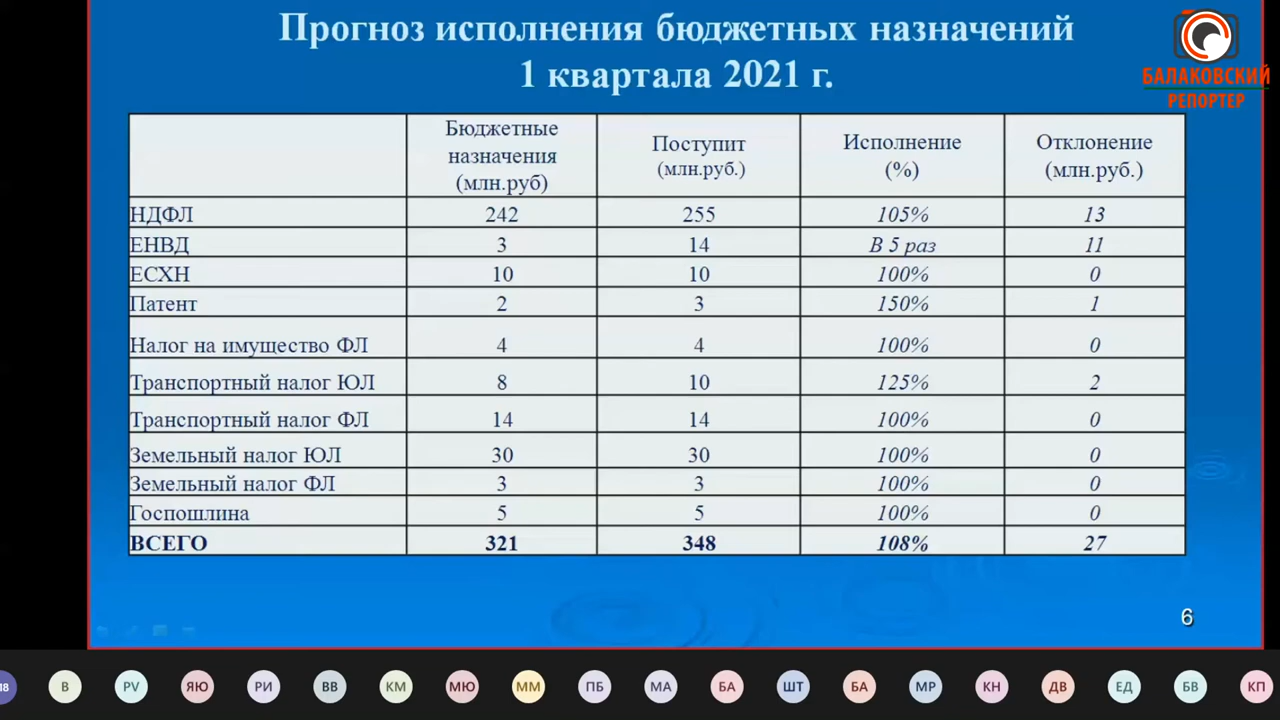 Прогноз исполнения бюджетных назначений
1 квартала 2021 г.
БАЛАКОВСКИЙ
РЕПОРТЕР
Бюджетные назначения (млн.руб) Поступит (млн.руб.) Исполнение (%) Отклонение (млн.руб.)
НДФЛ 242 255 105% 13
ЕНВД 3 14 В 5 раз 11
ЕСХН 10 10 100% 0
Патент 2 3 150% 1
Налог на имущество ФЛ 4 4 100% 0
Транспортный налог ЮЛ 8 10 125% 2
Транспортный налог ФЛ 14 14 100% 0
Земельный налог ЮЛ 30 30 100% 0
Земельный налог ФЛ 3 3 100% 0
Госпошлина 5 5 100% 0
ВСЕГО 321 348 108% 27
6
В PV ЯЮ РИ ВВ КМ МЮ ММ ПБ МА БА ШТ БА МР КН ДВ ЕД БВ КП